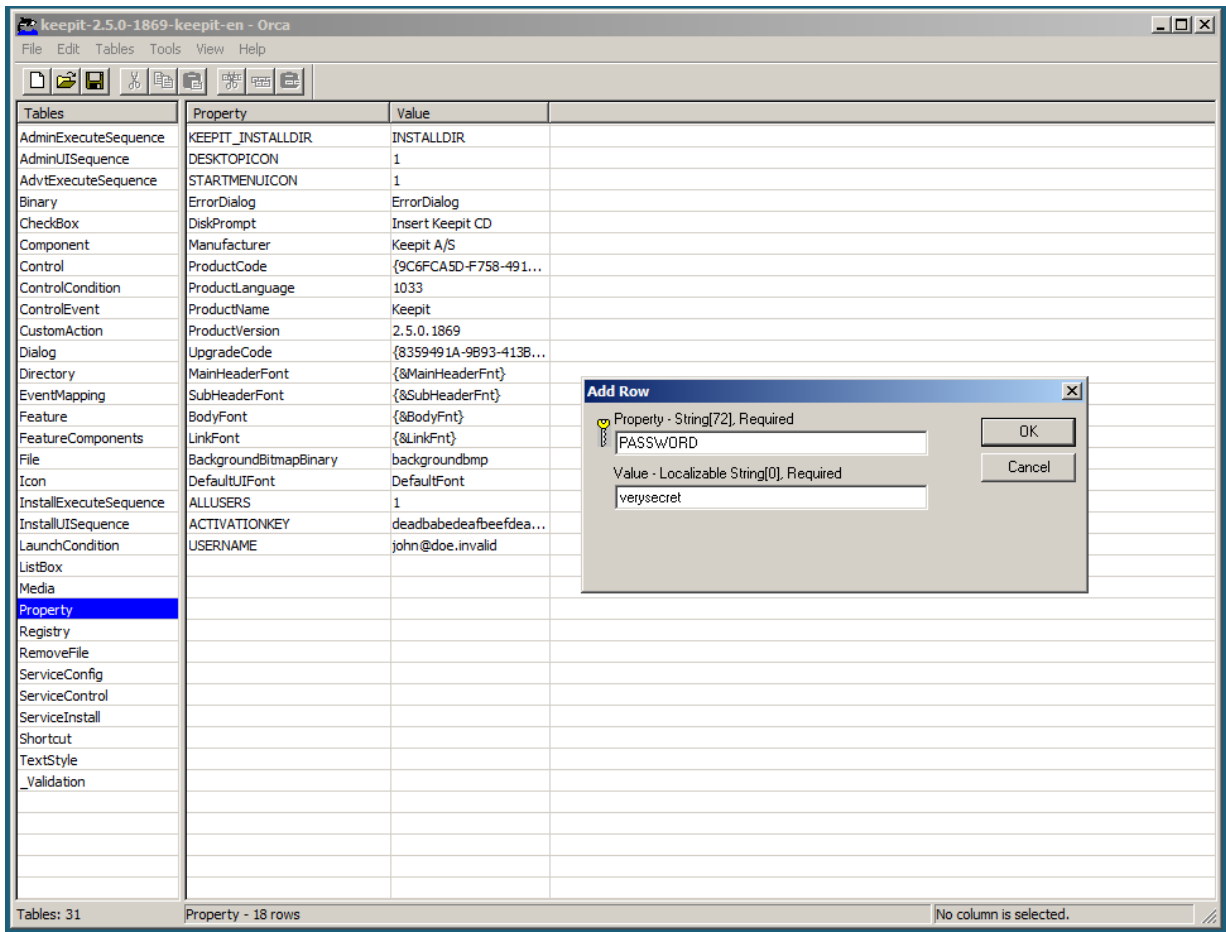 keepit-2.5.0-1869-keepit-en - Orca
File Edit Tables Tools View Help
Tables Property Value
AdminExecuteSequence KEEPIT_INSTALLDIR INSTALLDIR
AdminUISequence DESKTOPICON 1
AdvtExecuteSequence STARTMENUICON 1
Binary ErrorDialog ErrorDialog
CheckBox DiskPrompt Insert Keepit CD
Component Manufacturer Keepit A/S
Control ProductCode {9C6FCA5D-F758-491...
ControlCondition ProductLanguage 1033
ControlEvent ProductName Keepit
CustomAction ProductVersion 2.5.0.1869
Dialog UpgradeCode {8359491A-9B93-413B...
Directory MainHeaderFont {&MainHeaderFnt}
EventMapping SubHeaderFont {&SubHeaderFnt}
Feature BodyFont {&BodyFnt}
FeatureComponents LinkFont {&LinkFnt}
File BackgroundBitmapBinary backgroundbmp
Icon DefaultUIFont DefaultFont
InstallExecuteSequence ALLUSERS 1
InstallUISequence ACTIVATIONKEY deadbabedeafbeefdea...
LaunchCondition USERNAME john@doe.invalid
ListBox
Media
Property
Registry
RemoveFile
ServiceConfig
ServiceControl
ServiceInstall
Shortcut
TextStyle
_Validation
Add Row
Property - String[72], Required
PASSWORD
OK
Value - Localizable String[0], Required
Cancel
verysecret
Tables: 31 Property - 18 rows No column is selected.